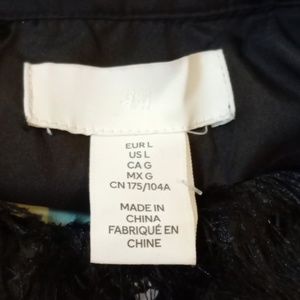 H&M
EUR L
US L
CA G
MX G
CN 175/104A
MADE IN
CHINA
FABRIQUÉ EN
CHINE